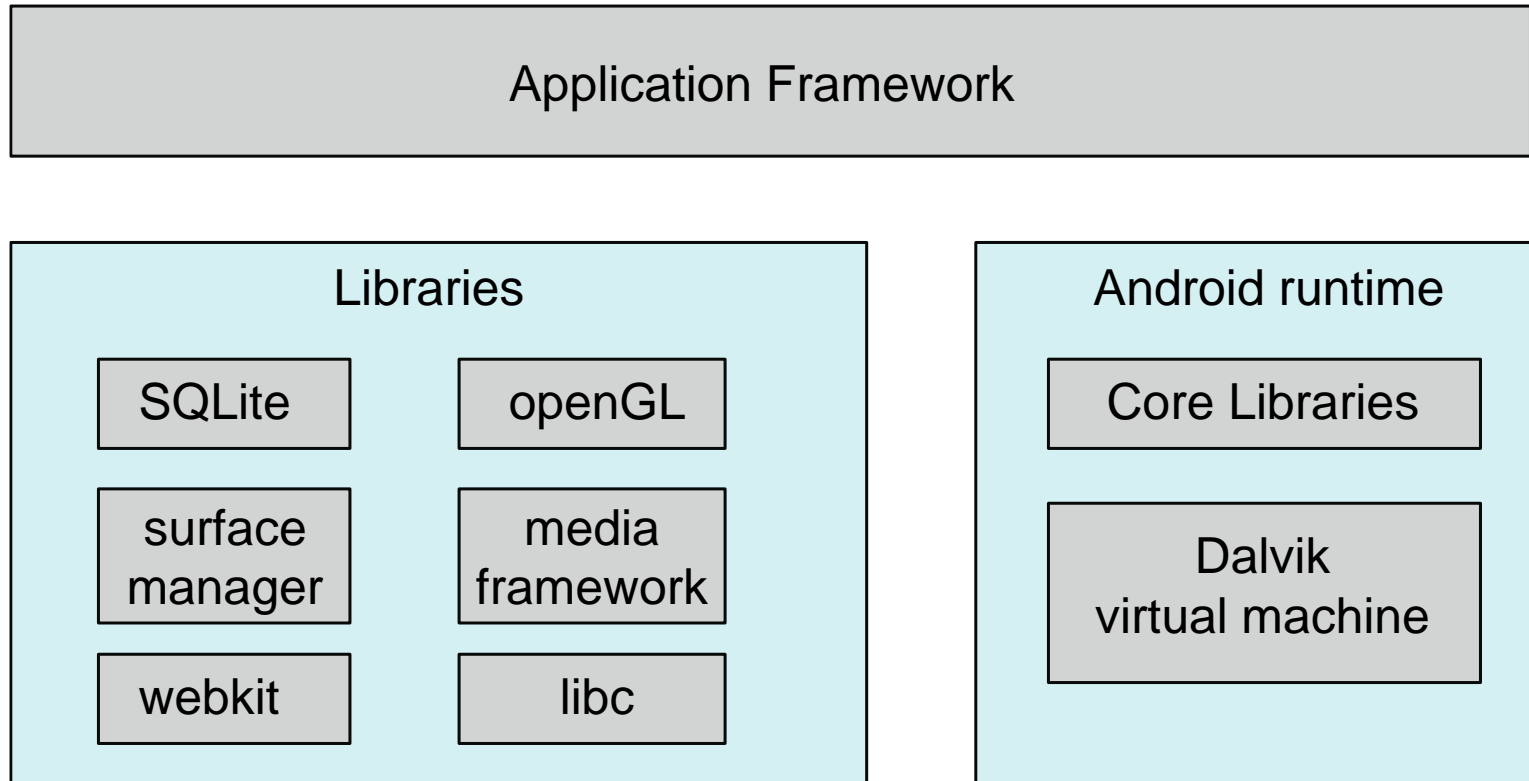 Application Framework
Libraries
SQLite
openGL
surface
manager
media
framework
webkit
libc
Android runtime
Core Libraries
Dalvik
virtual machine